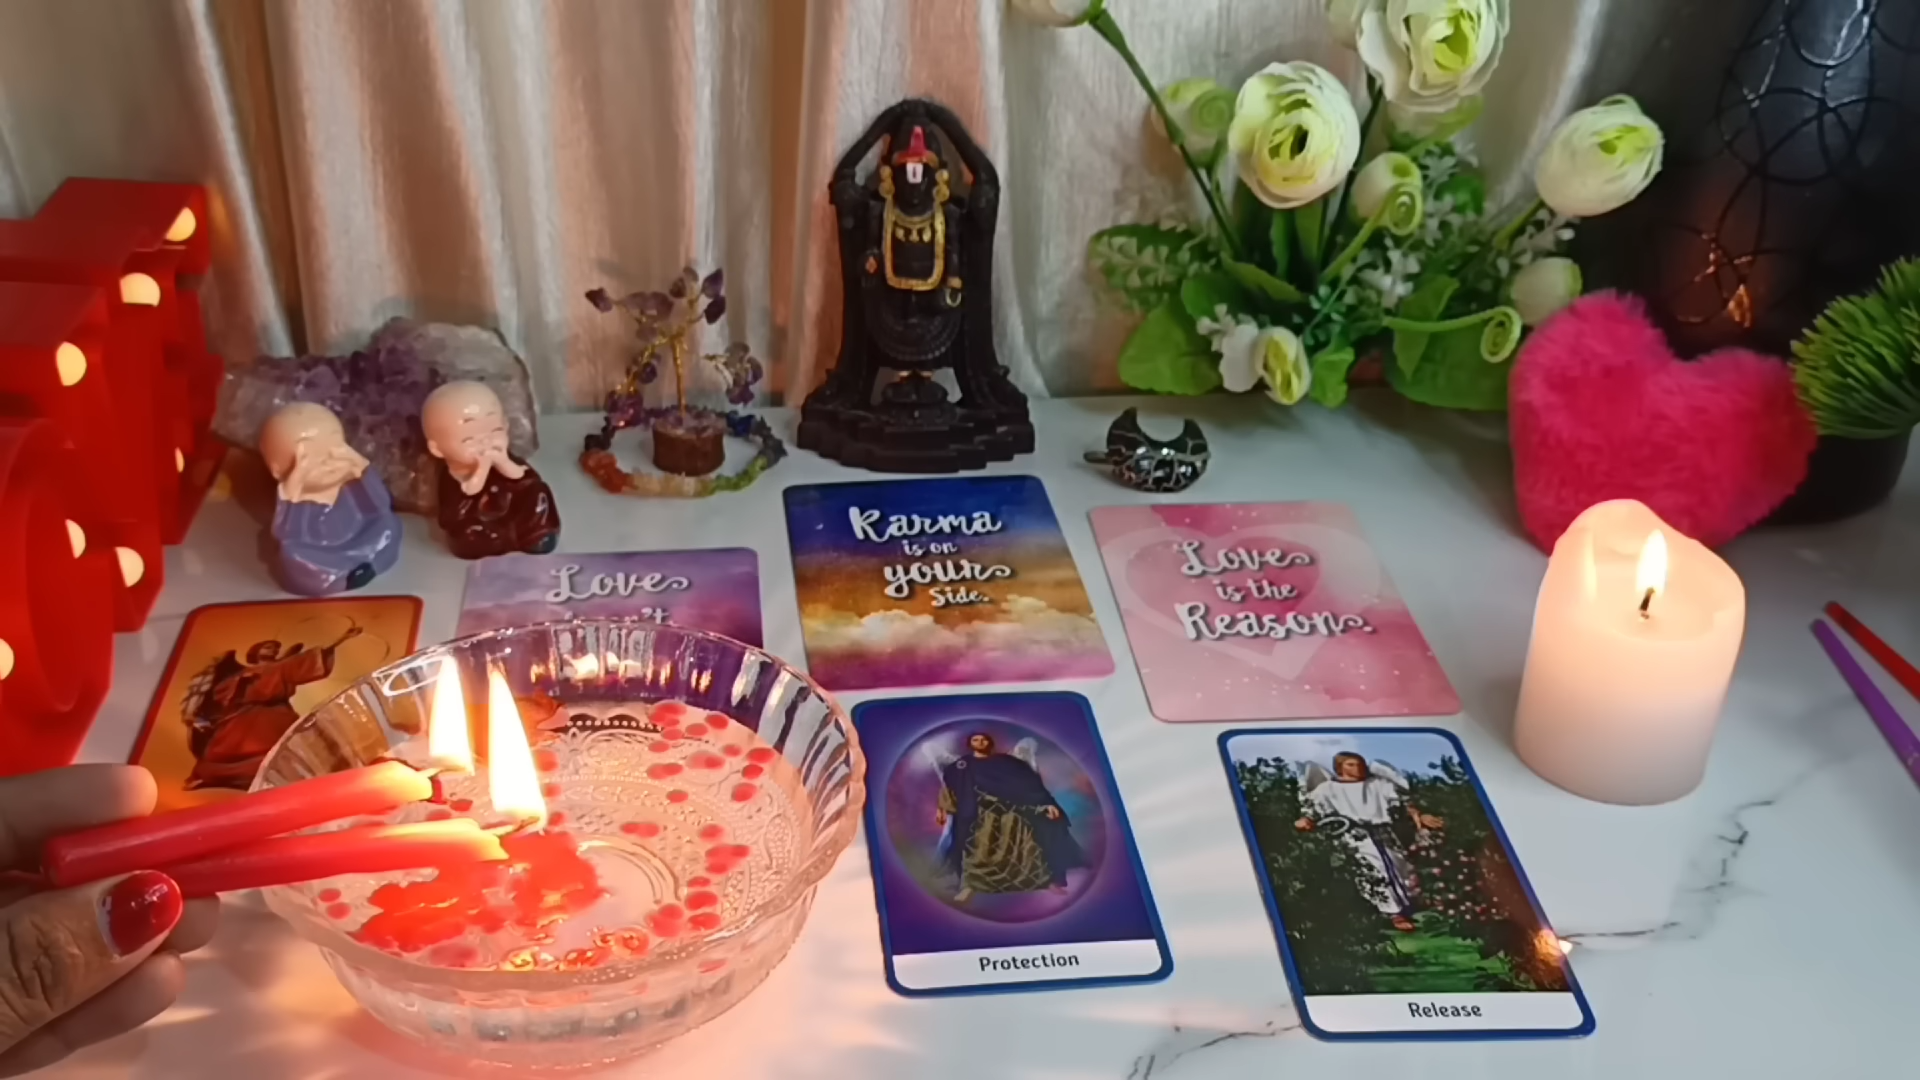 Love
Karma
is on
your
Side.
Love
is the
Reason.
Protection
Release